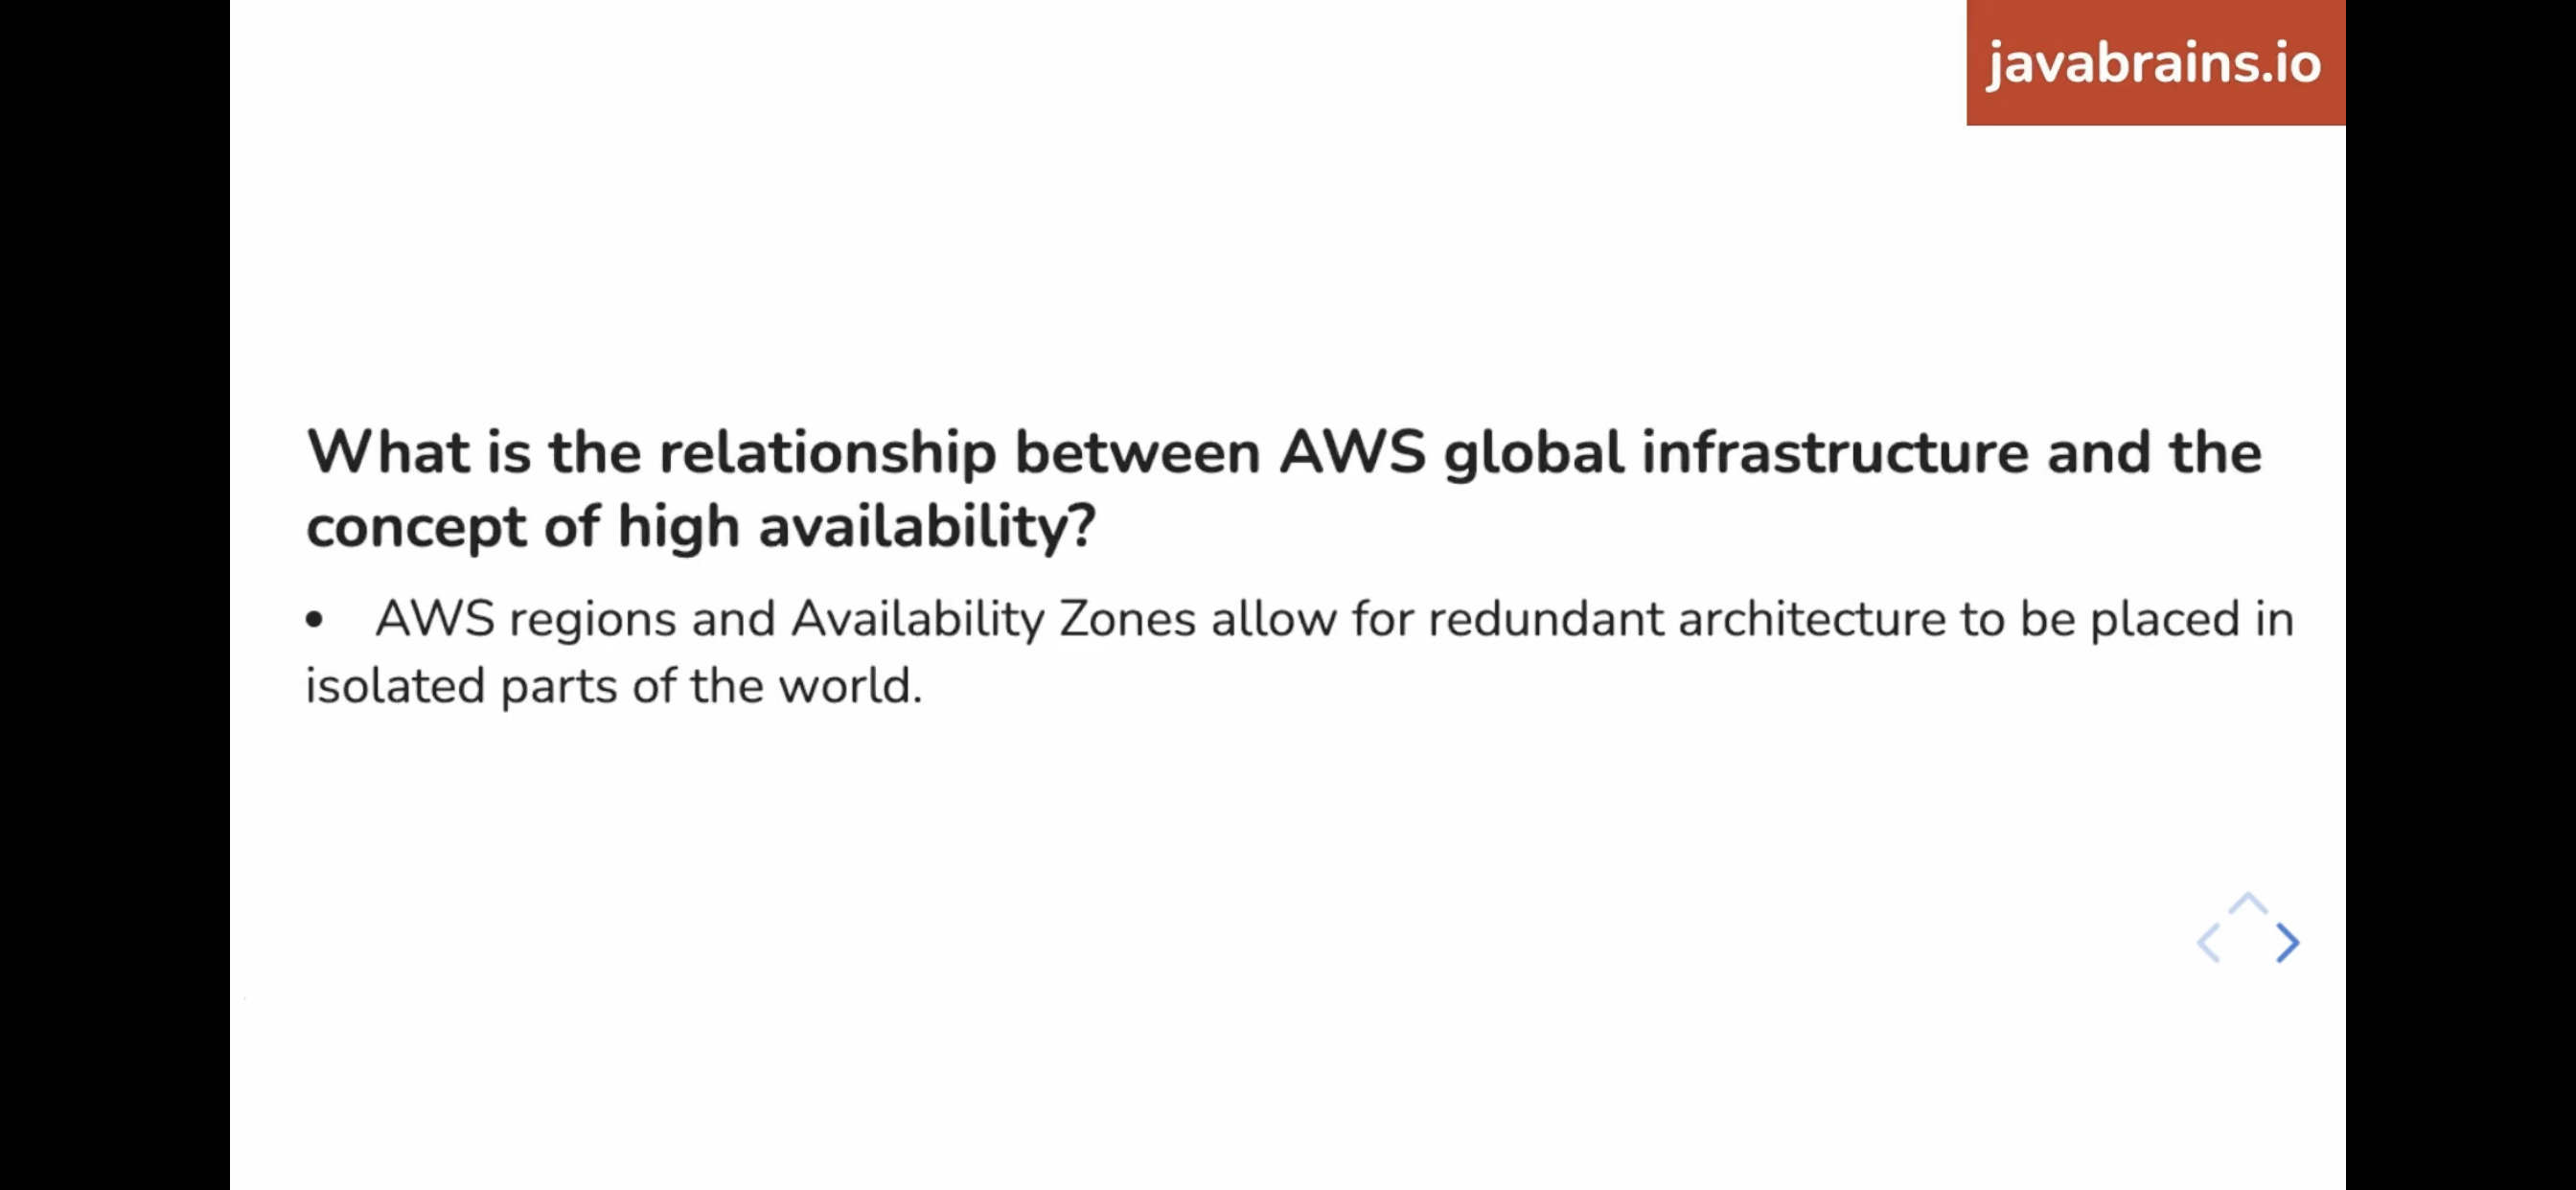 javabrains.io
What is the relationship between AWS global infrastructure and the
concept of high availability?
• AWS regions and Availability Zones allow for redundant architecture to be placed in
isolated parts of the world.